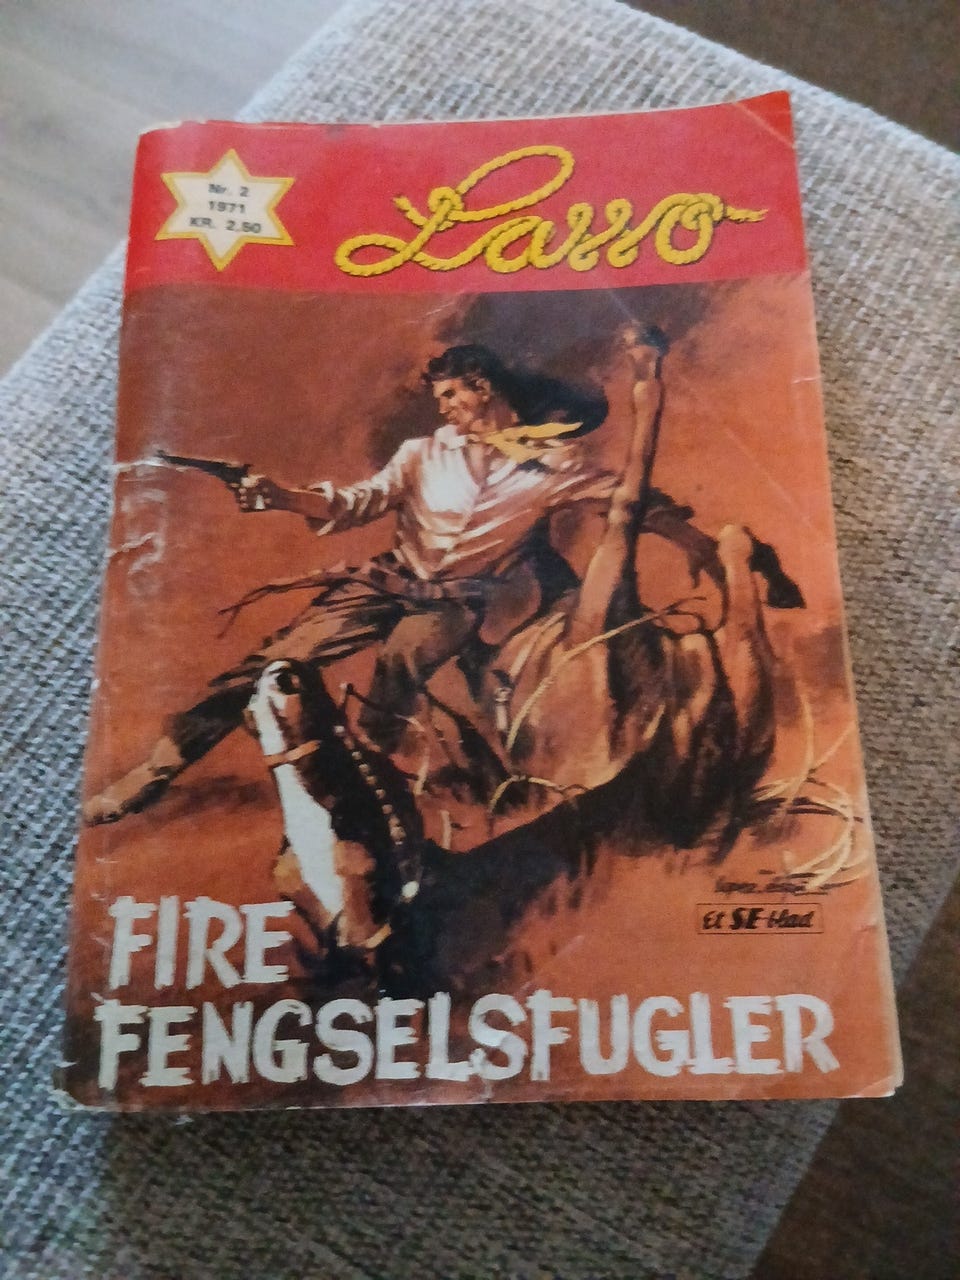 Nr. 2
1971
KR. 2.50
Lasso
Et SE-blad
FIRE
FENGSELSFUGLER